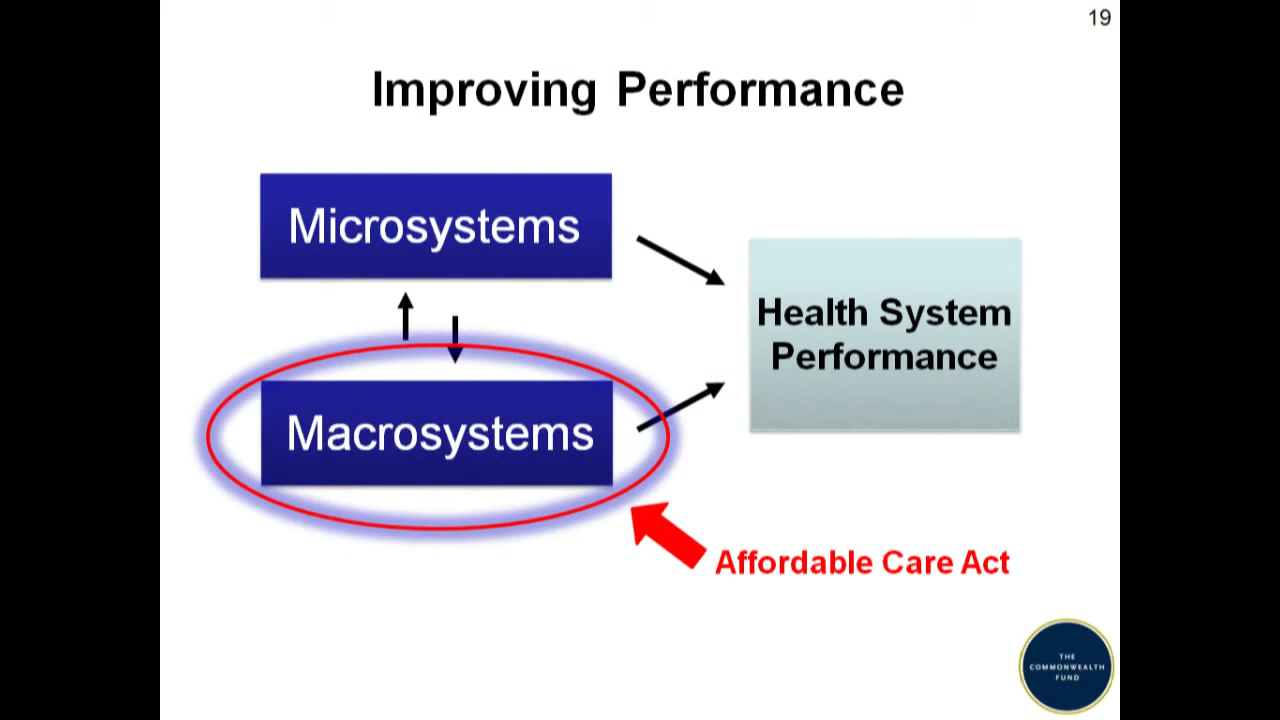 19
Improving Performance
Microsystems
Health System
Performance
Macrosystems
Affordable Care Act
THE
COMMONWEALTH
FUND